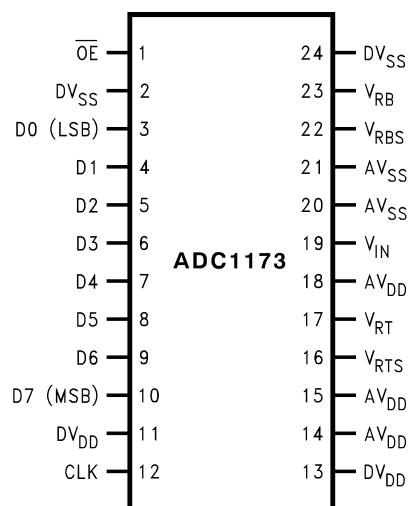 OE 1 24 DVSS
DVSS 2 23 VRB
D0 (LSB) 3 22 VRBS
D1 4 21 AVSS
D2 5 20 AVSS
D3 6 19 VIN
ADC1173
D4 7 18 AVDD
D5 8 17 VRT
D6 9 16 VRTS
D7 (MSB) 10 15 AVDD
DVDD 11 14 AVDD
CLK 12 13 DVDD